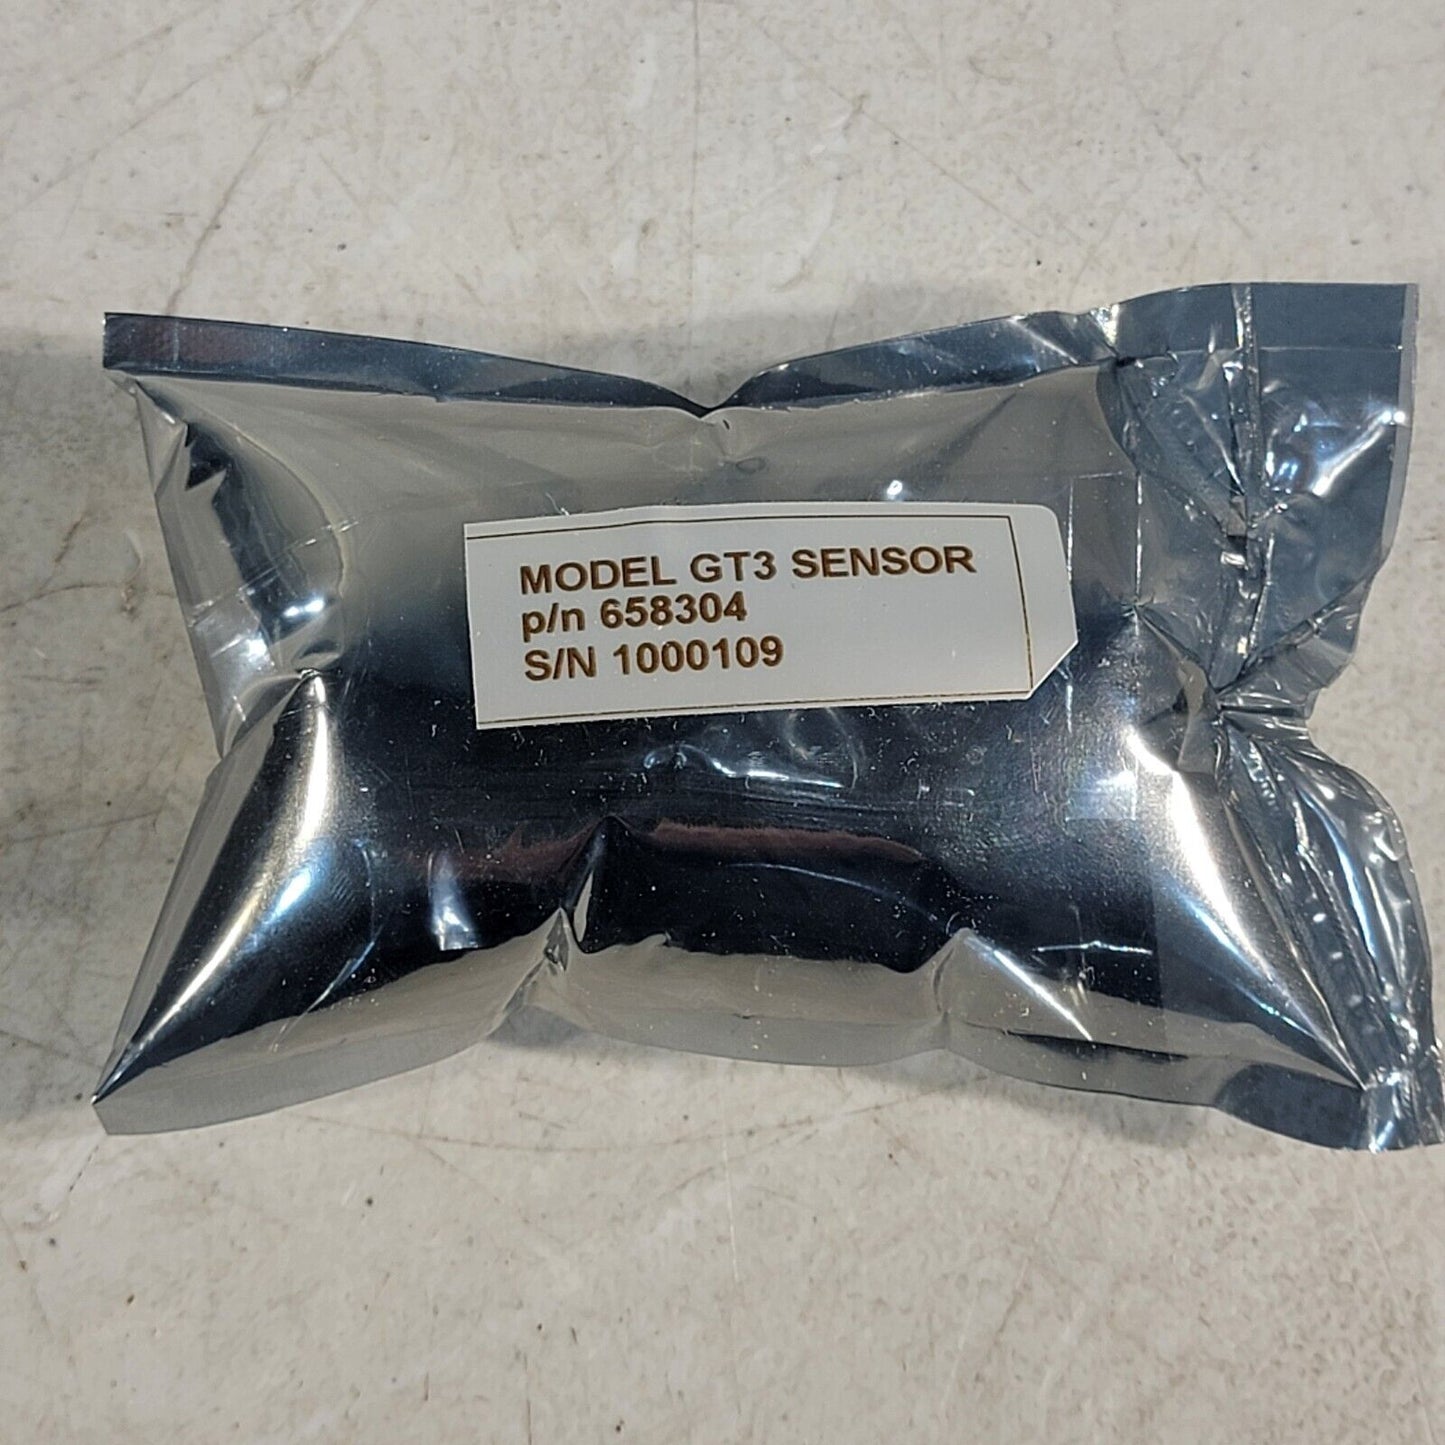 MODEL GT3 SENSOR
p/n 658304
S/N 1000109